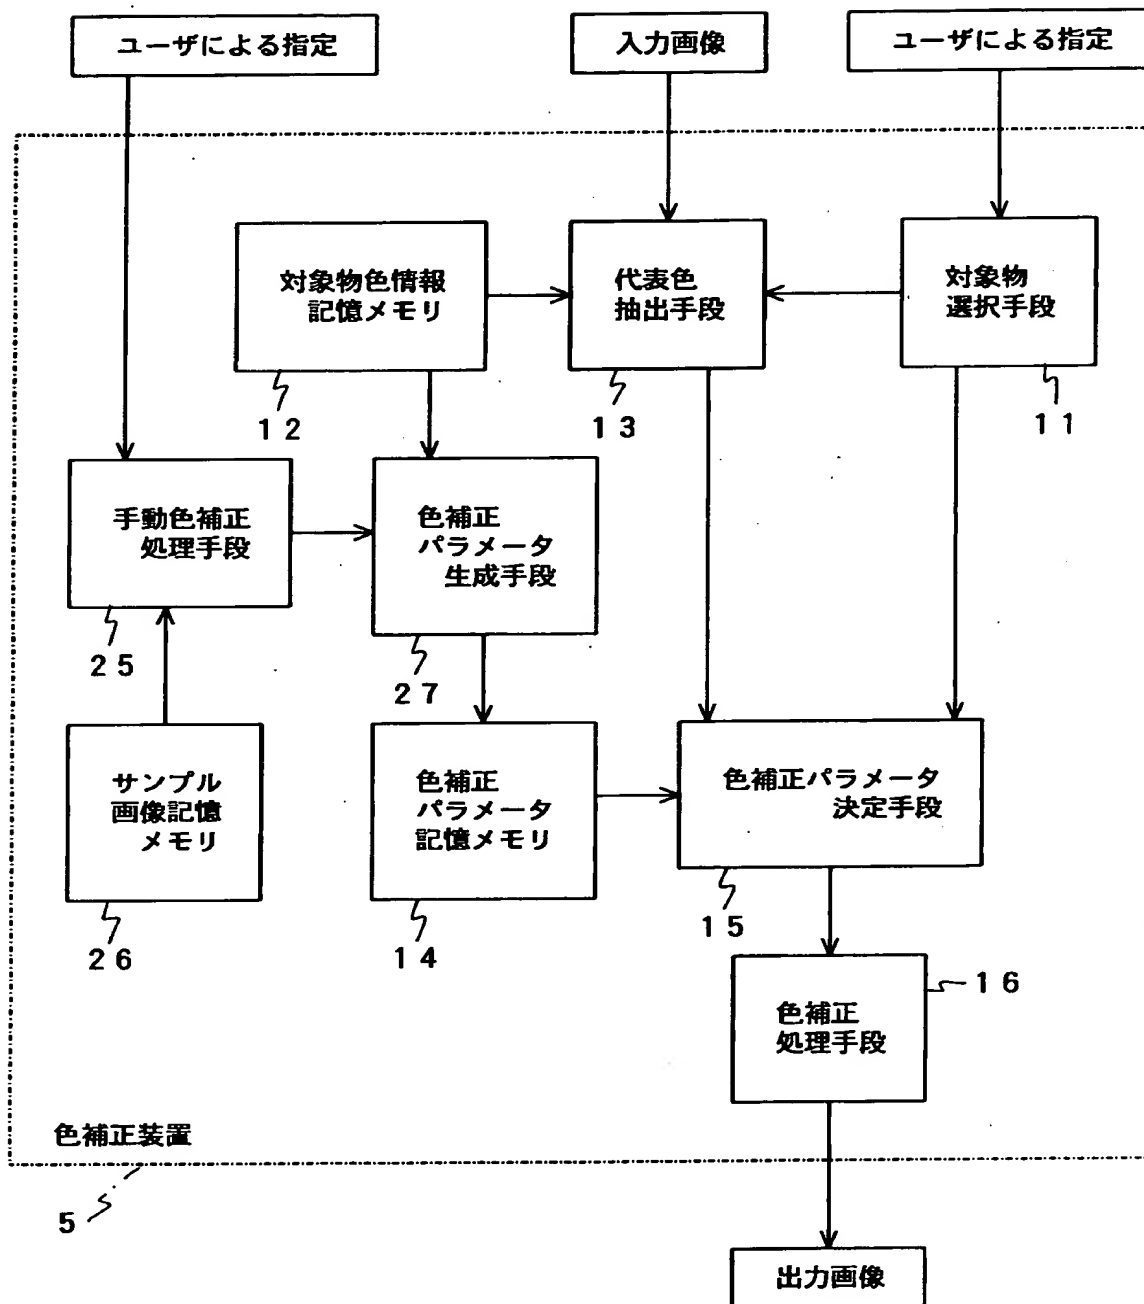 ユーザによる指定
入力画像
ユーザによる指定
対象物色情報
記憶メモリ
代表色
抽出手段
対象物
選択手段
12
13
11
手動色補正
処理手段
色補正
パラメータ
生成手段
25
27
サンプル
画像記憶
メモリ
色補正
パラメータ
記憶メモリ
色補正パラメータ
決定手段
26
14
15
色補正
処理手段
16
色補正装置
5
出力画像